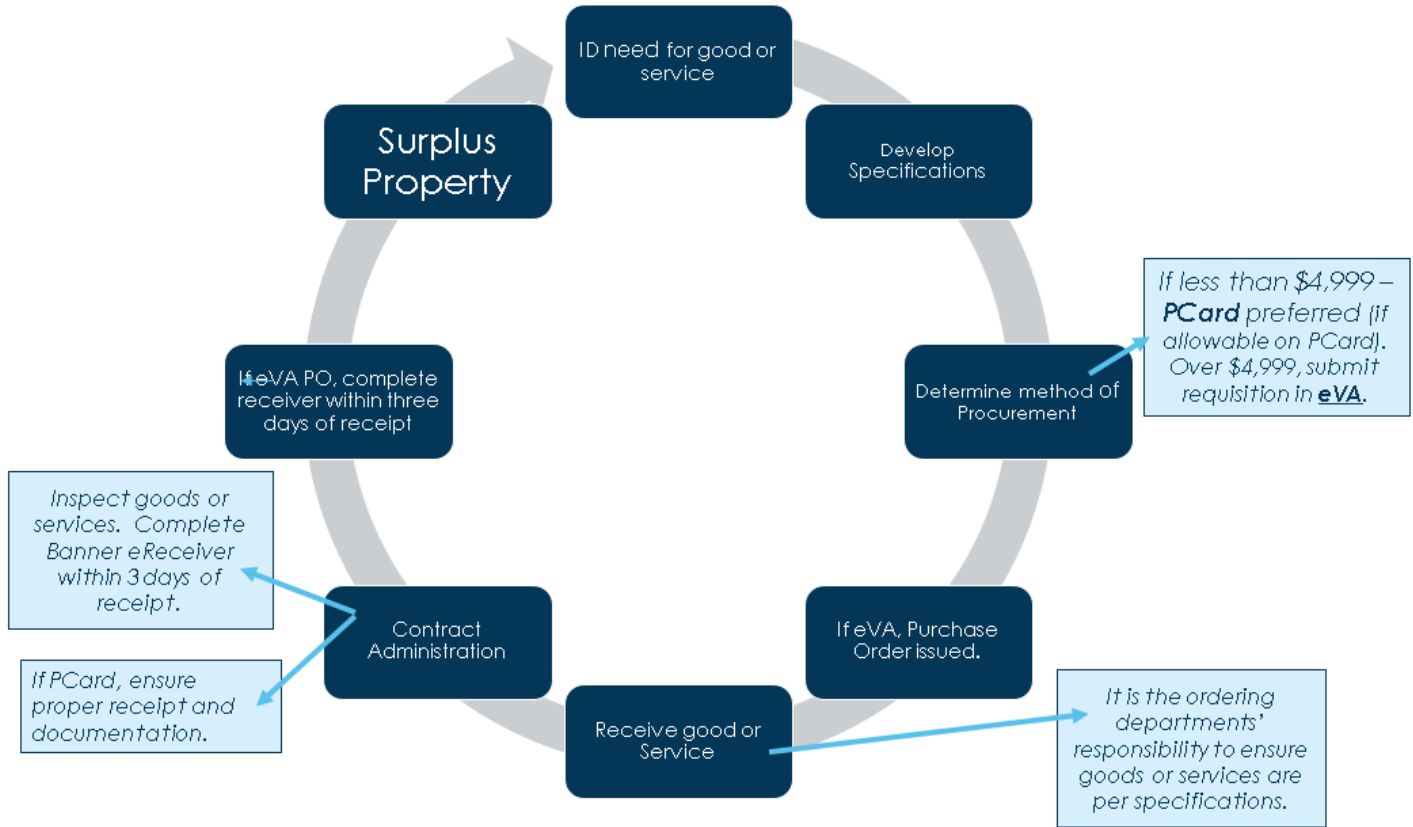 ID need for good or
service
Develop
Specifications
If less than $4,999 –
PCard preferred (if
allowable on PCard).
Over $4,999, submit
requisition in eVA.
Determine method Of
Procurement
If eVA, Purchase
Order issued.
It is the ordering
departments'
responsibility to ensure
goods or services are
per specifications.
Receive good or
Service
Contract
Administration
Inspect goods or
services. Complete
Banner eReceiver
within 3 days of
receipt.
If PCard, ensure
proper receipt and
documentation.
If eVA PO, complete
receiver within three
days of receipt
Surplus
Property